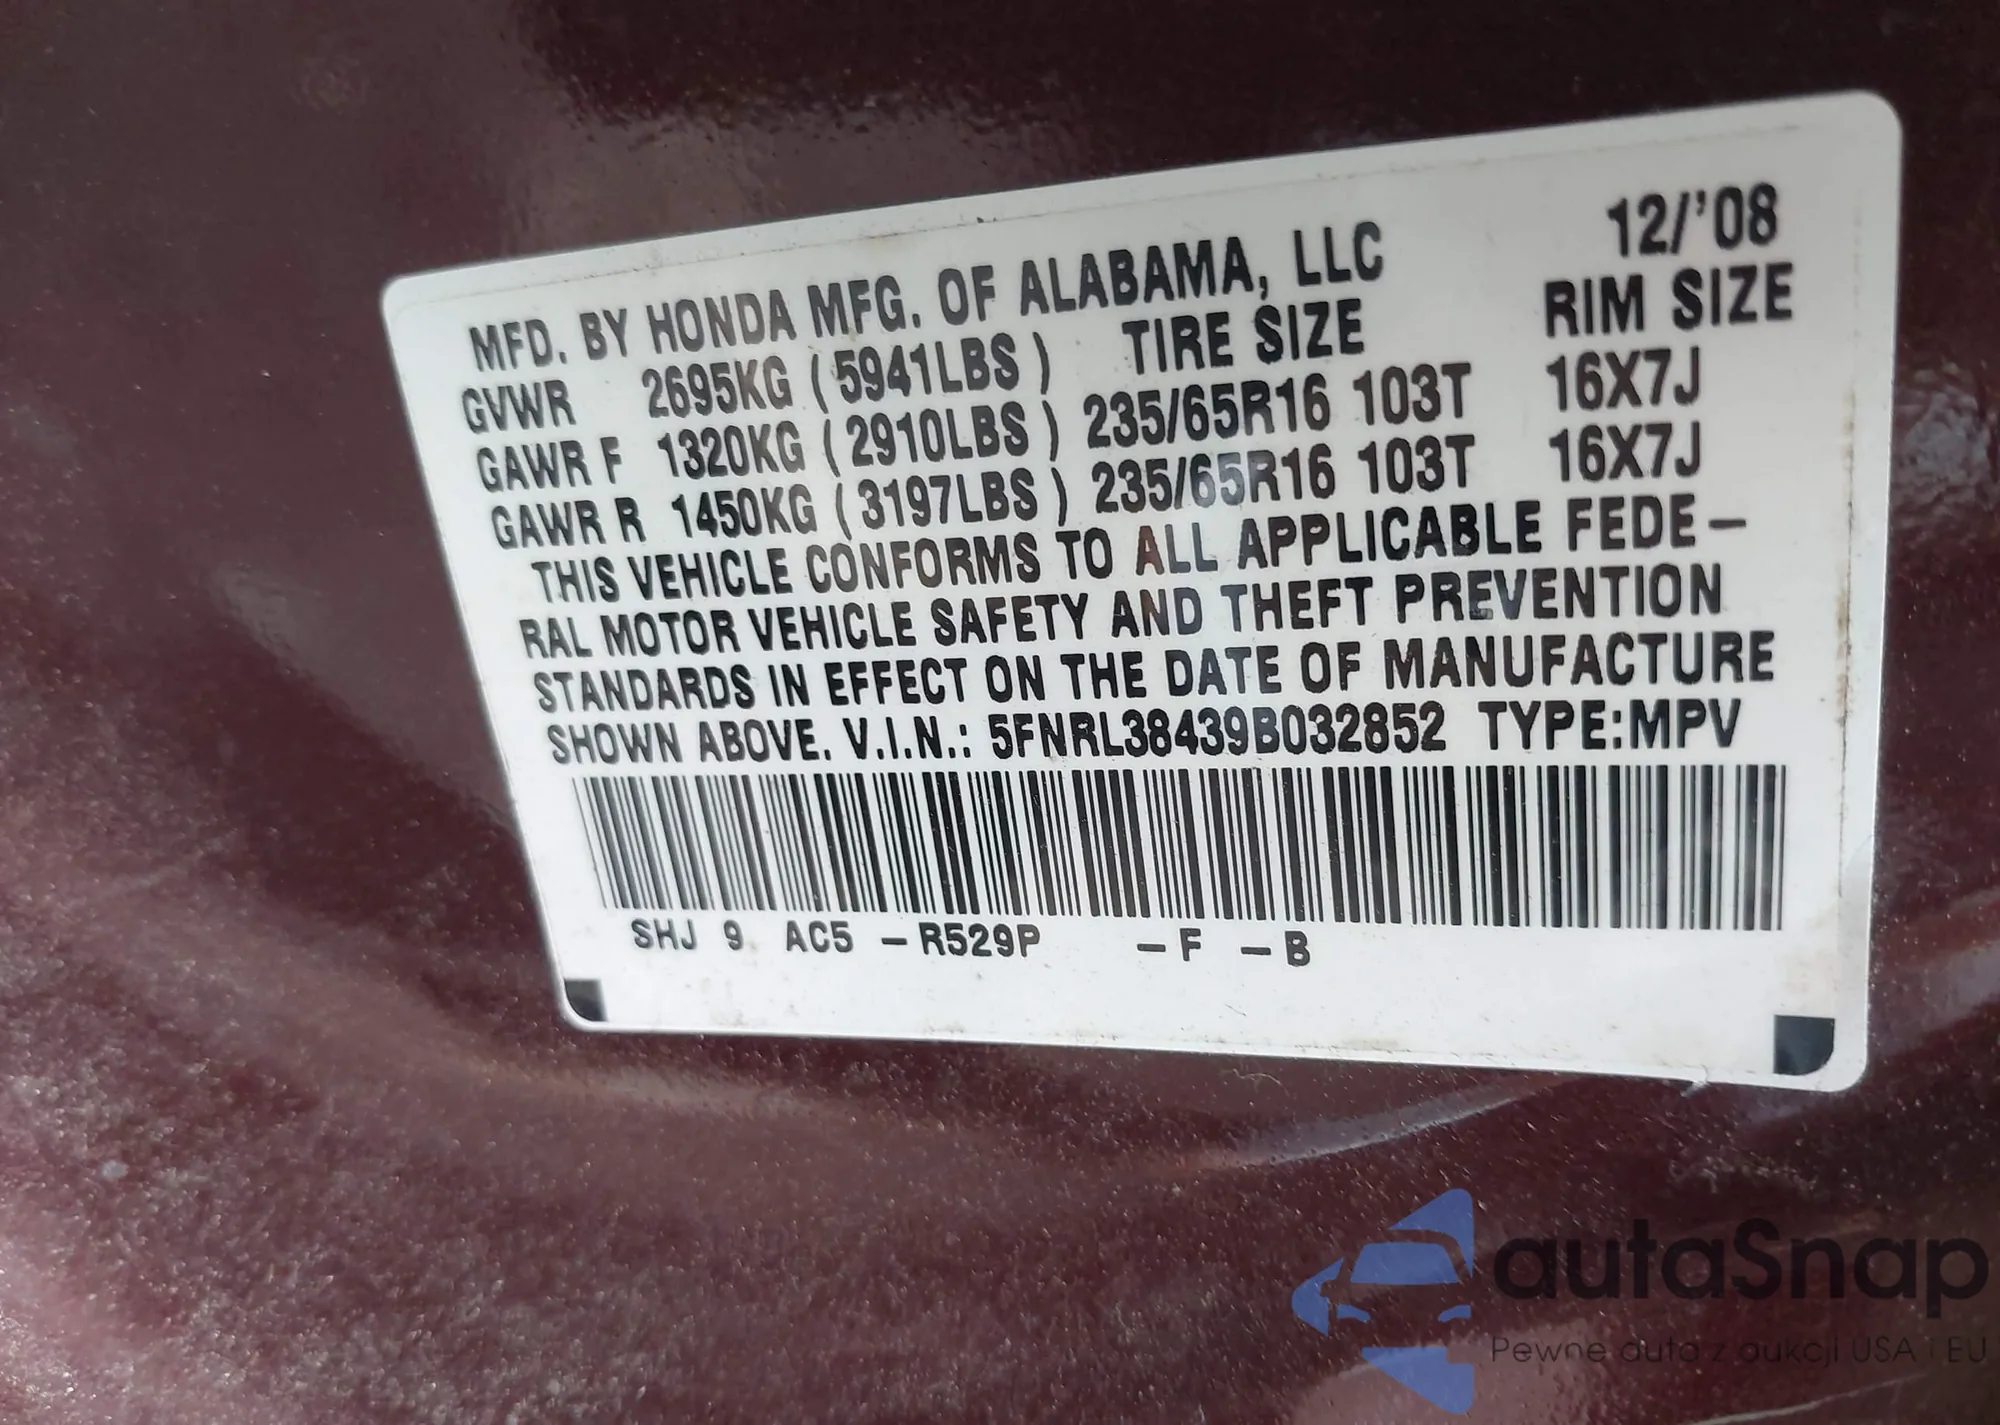 MFD. BY HONDA MFG. OF ALABAMA, LLC 12/'08
GVWR 2695KG ( 5941LBS ) TIRE SIZE RIM SIZE
GAWR F 1320KG ( 2910LBS ) 235/65R16 103T 16X7J
GAWR R 1450KG ( 3197LBS ) 235/65R16 103T 16X7J
THIS VEHICLE CONFORMS TO ALL APPLICABLE FEDE-
RAL MOTOR VEHICLE SAFETY AND THEFT PREVENTION
STANDARDS IN EFFECT ON THE DATE OF MANUFACTURE
SHOWN ABOVE. V.I.N.: 5FNRL38439B032852 TYPE:MPV
SHJ 9 AC5 -R529P -F -B
autaSnap
Pewne auta z aukcji USA i EU